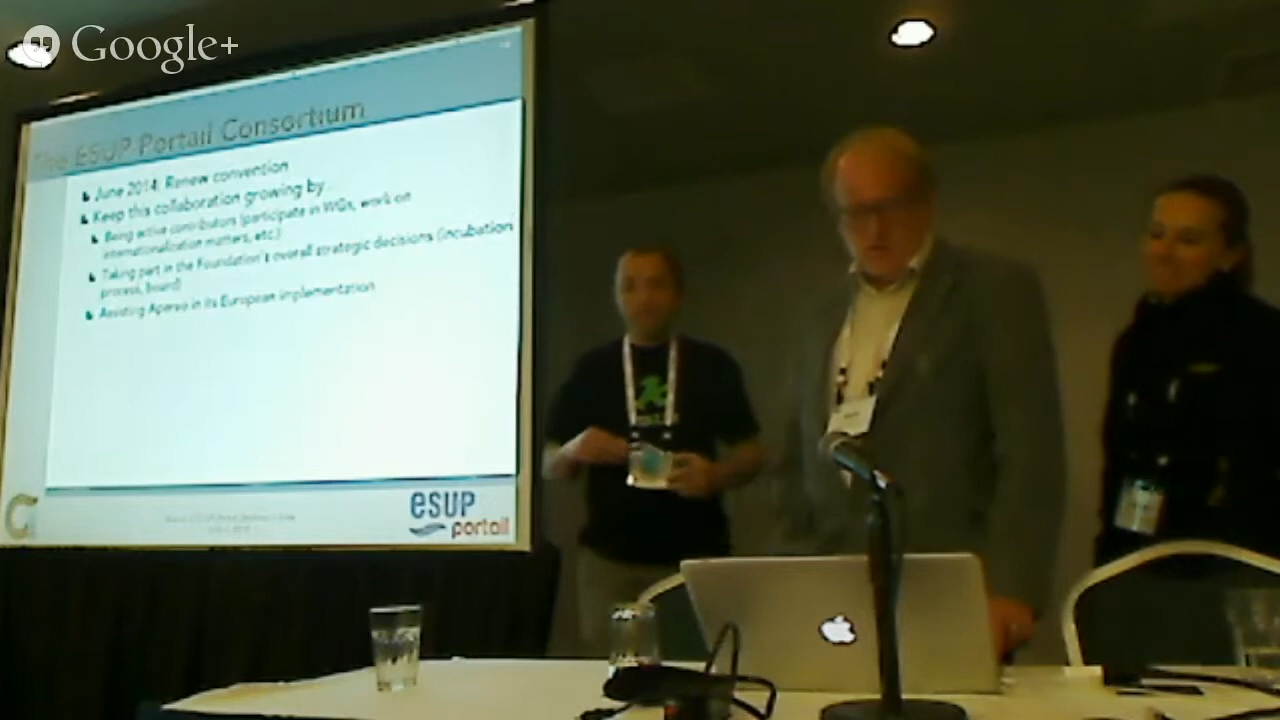 Google+
The ESUP Portail Consortium
June 2014: Renew convention
Keep this collaboration growing by
Being active contributors (participate in WGs, work on
internationalization matters, etc.)
Taking part in the Foundation's overall strategic decisions (incubation
process, board)
Assisting Apereo in its European implementation
esup
portail